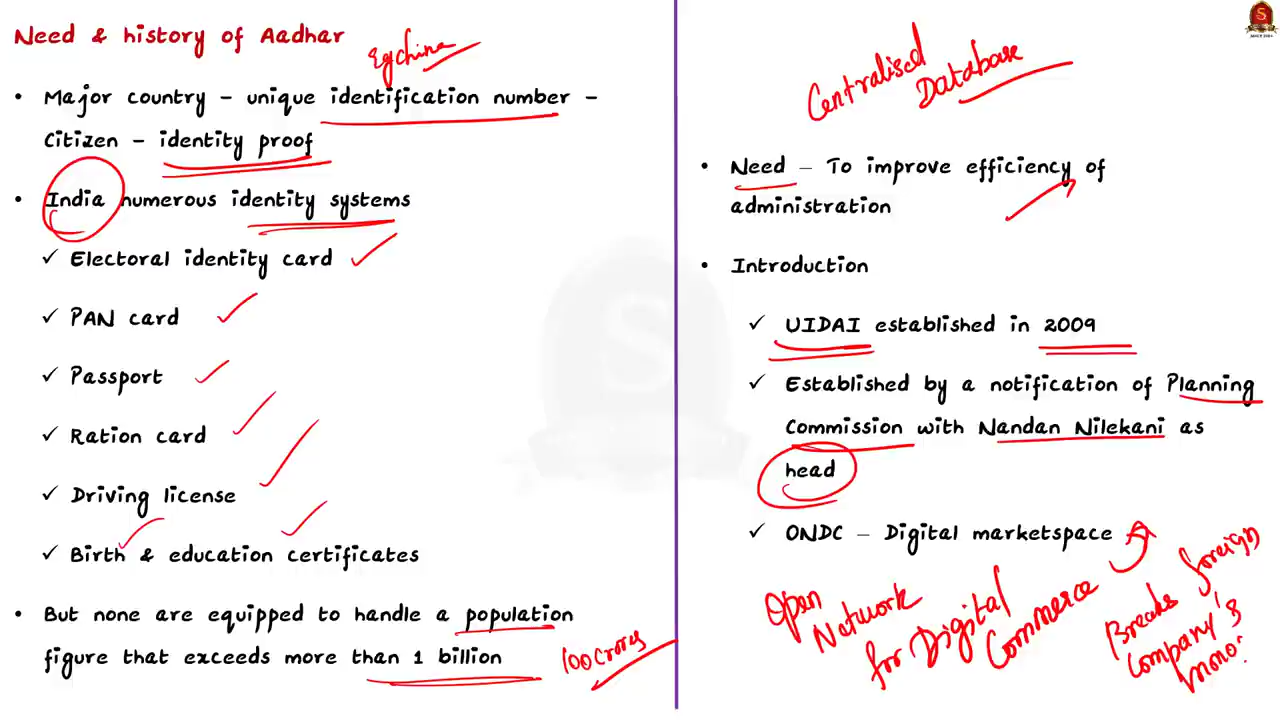 Need & history of Aadhar
Eg china
• Major country – unique identification number –
Citizen – identity proof
• India numerous identity systems
✓ Electoral identity card
✓ PAN card
✓ Passport
✓ Ration card
✓ Driving license
✓ Birth & education certificates
• But none are equipped to handle a population
figure that exceeds more than 1 billion
100 crores
Centralised
Database
• Need – To improve efficiency of
administration
• Introduction
✓ UIDAI established in 2009
✓ Established by a notification of Planning
Commission with Nandan Nilekani as
head
✓ ONDC – Digital marketspace
Open
Network
for Digital
Commerce
Breaks foreign
Company's
mono
S